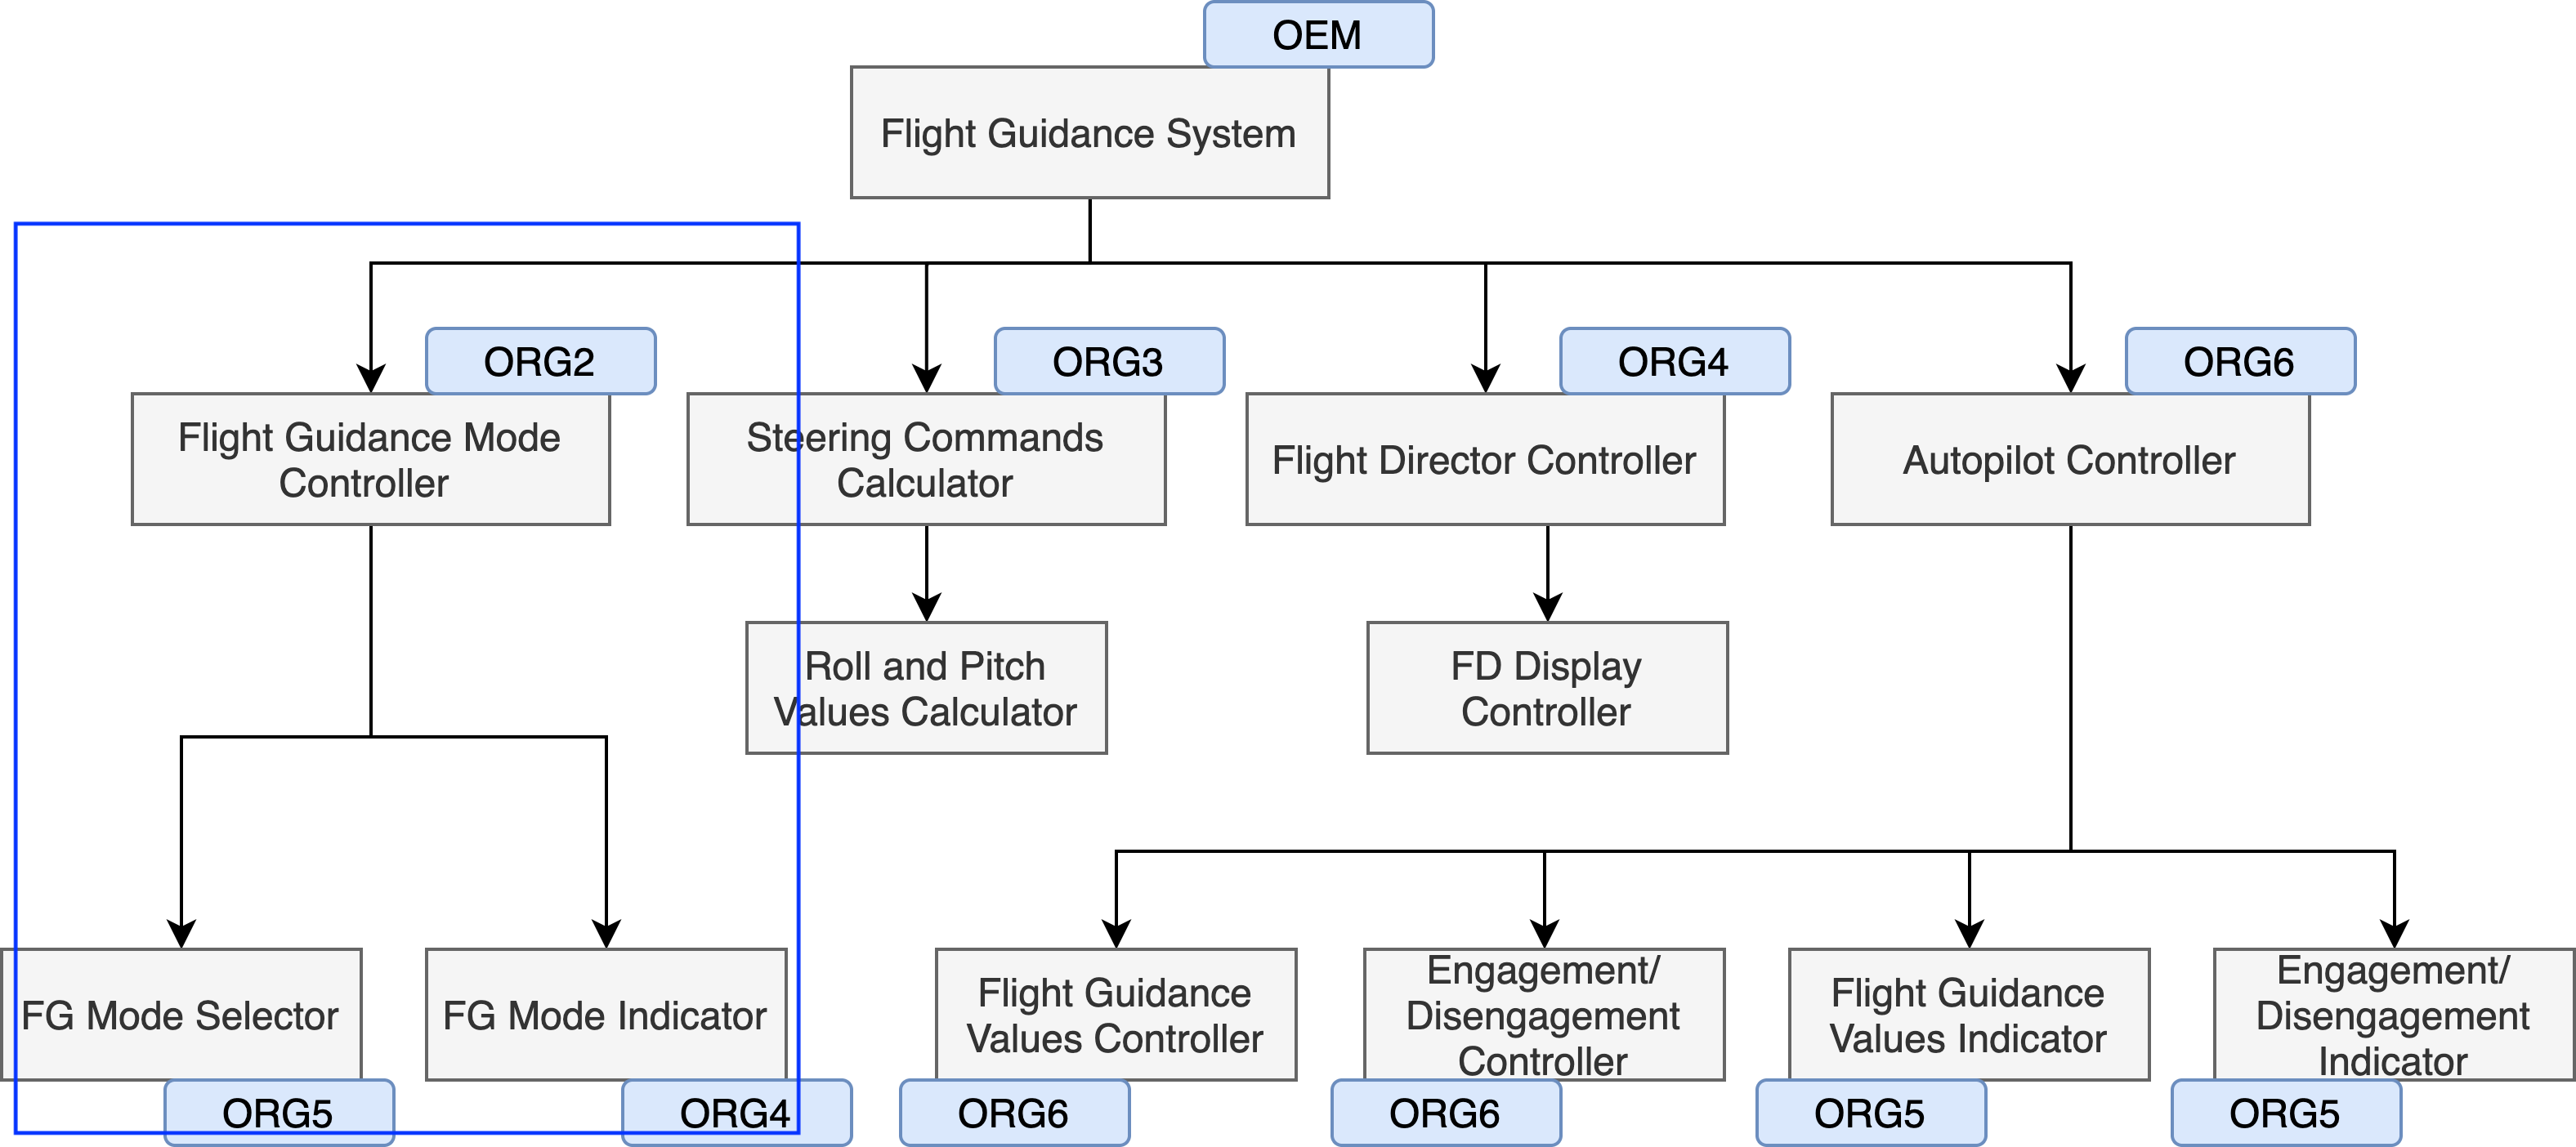 OEM
Flight Guidance System
ORG2
ORG3
ORG4
ORG6
Flight Guidance Mode
Controller
Steering Commands
Calculator
Flight Director Controller
Autopilot Controller
Roll and Pitch
Values Calculator
FD Display
Controller
FG Mode Selector
FG Mode Indicator
Flight Guidance
Values Controller
Engagement/
Disengagement
Controller
Flight Guidance
Values Indicator
Engagement/
Disengagement
Indicator
ORG5
ORG4
ORG6
ORG6
ORG5
ORG5